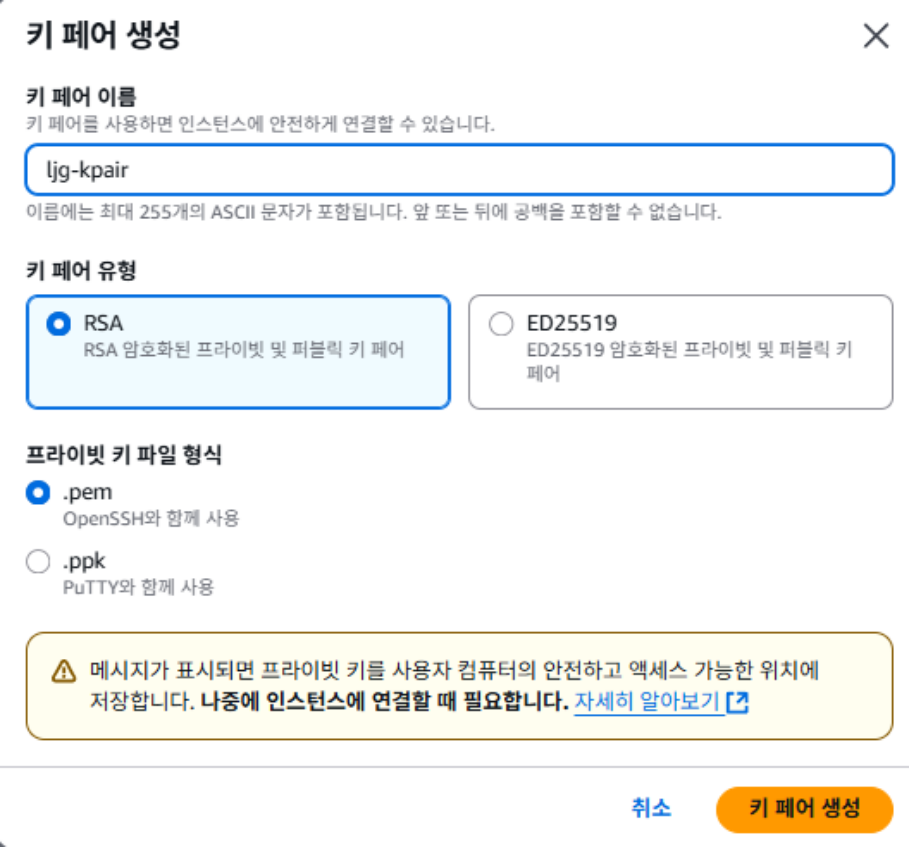 키 페어 생성
키 페어 이름
키 페어를 사용하면 인스턴스에 안전하게 연결할 수 있습니다.
ljg-kpair
이름에는 최대 255개의 ASCII 문자가 포함됩니다. 앞 또는 뒤에 공백을 포함할 수 없습니다.
키 페어 유형
RSA
RSA 암호화된 프라이빗 및 퍼블릭 키 페어
ED25519
ED25519 암호화된 프라이빗 및 퍼블릭 키
페어
프라이빗 키 파일 형식
.pem
OpenSSH와 함께 사용
.ppk
PuTTY와 함께 사용
메시지가 표시되면 프라이빗 키를 사용자 컴퓨터의 안전하고 액세스 가능한 위치에
저장합니다. 나중에 인스턴스에 연결할 때 필요합니다. 자세히 알아보기
취소
키 페어 생성